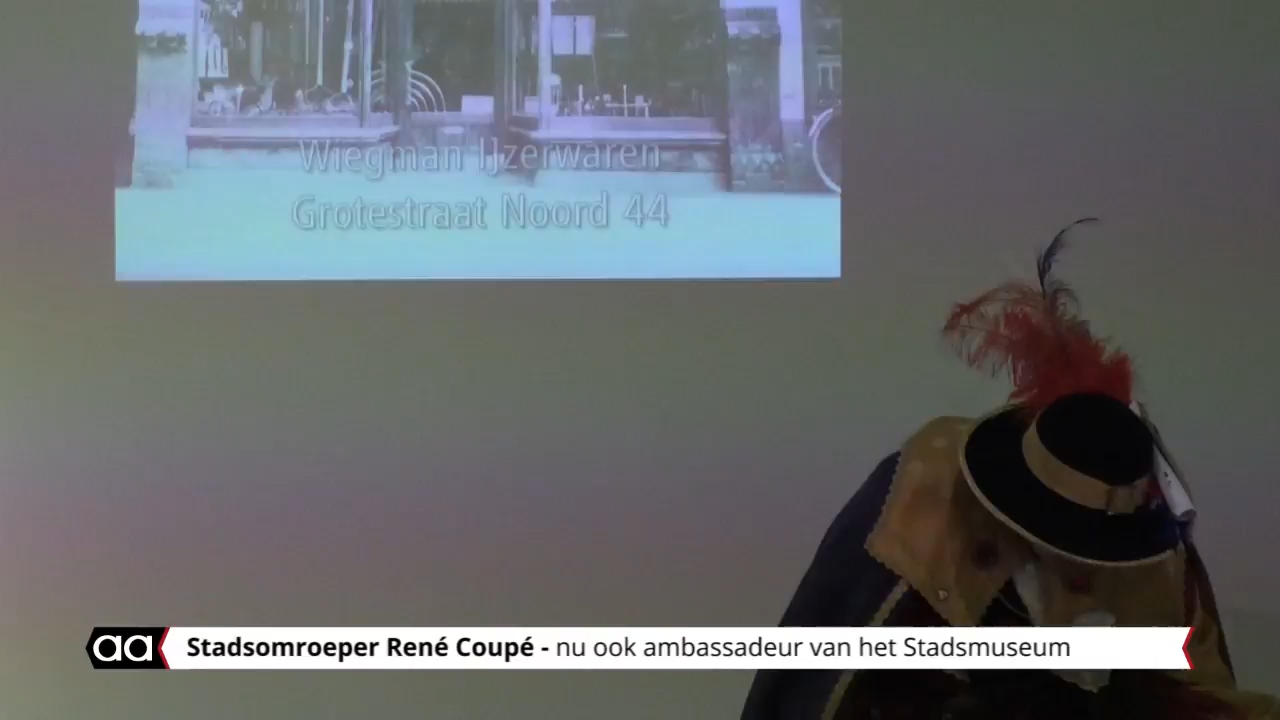 Wiegman IJzerwaren
Grotestraat Noord 44
aa Stadsomroeper René Coupé - nu ook ambassadeur van het Stadsmuseum